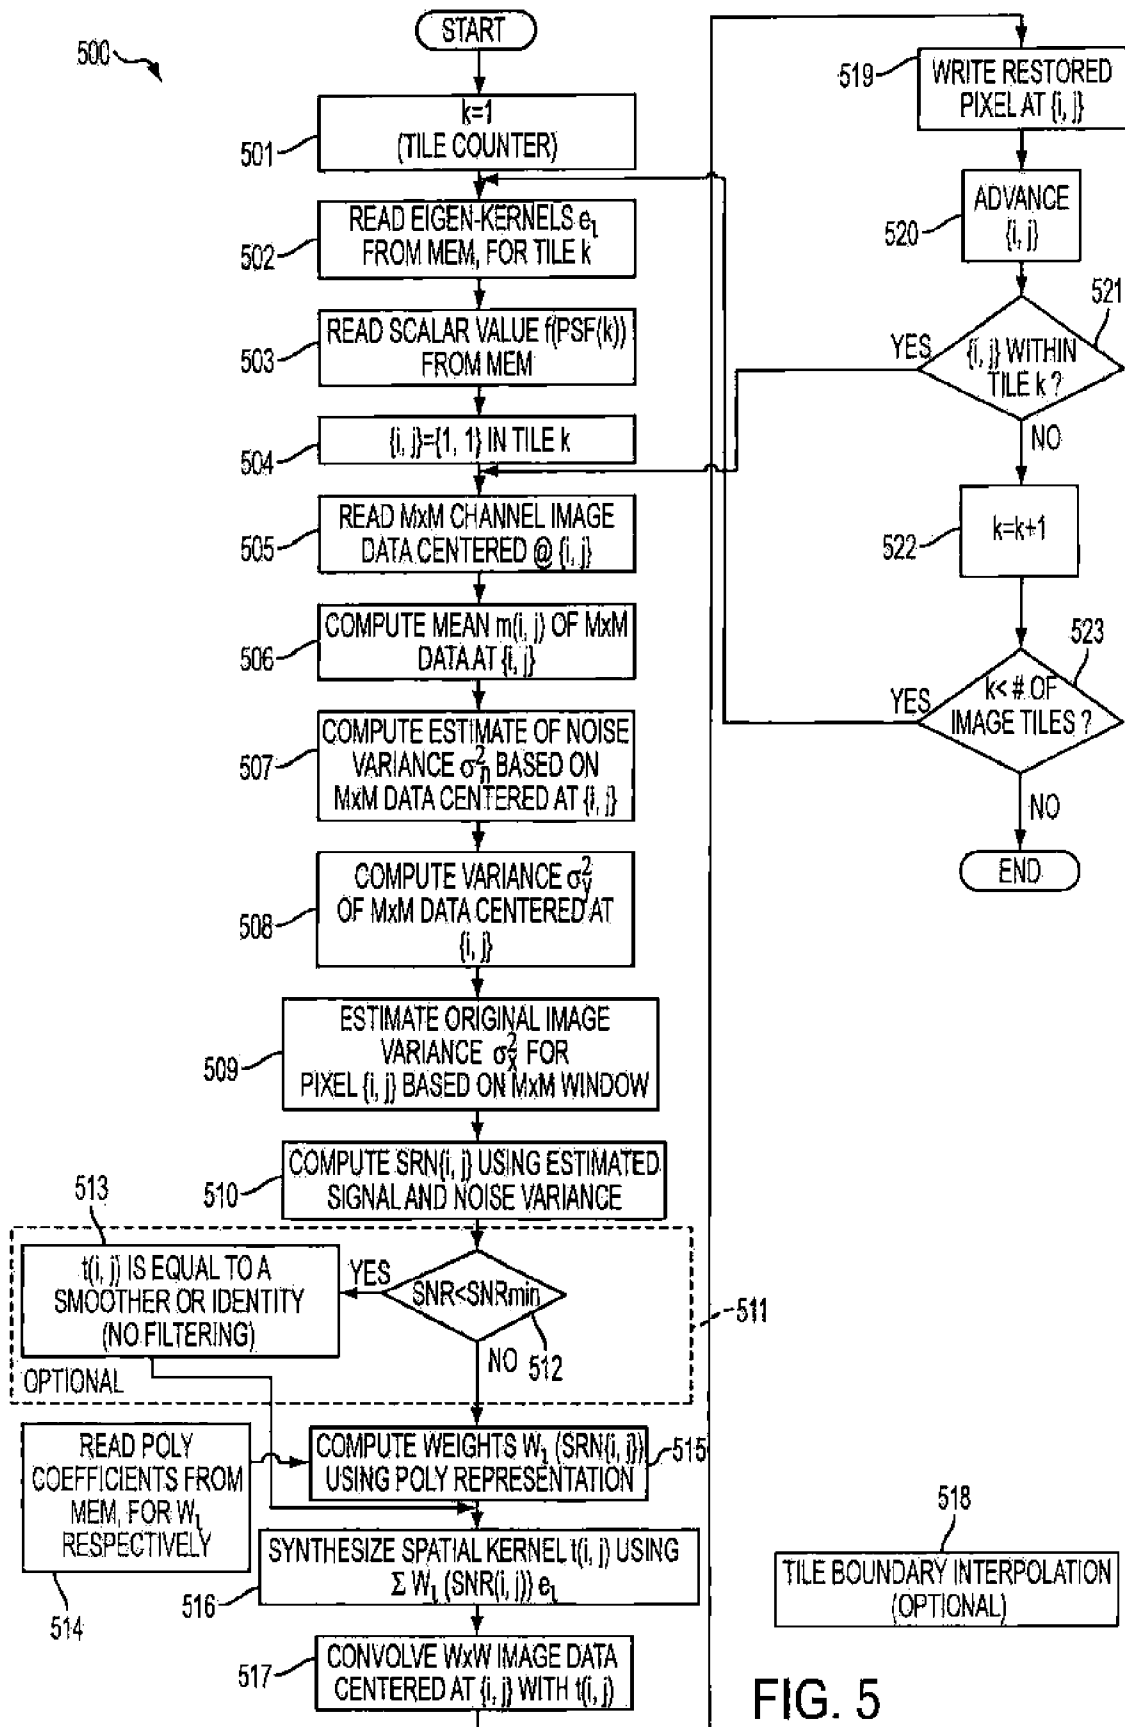 500
START
k=1
(TILE COUNTER)
501
READ EIGEN-KERNELS eₗ
FROM MEM, FOR TILE k
502
READ SCALAR VALUE f(PSF(k))
FROM MEM
503
{i, j}={1, 1} IN TILE k
504
READ MxM CHANNEL IMAGE
DATA CENTERED @ {i, j}
505
COMPUTE MEAN m(i, j) OF MxM
DATA AT {i, j}
506
COMPUTE ESTIMATE OF NOISE
VARIANCE σ²ₙ BASED ON
MxM DATA CENTERED AT {i, j}
507
COMPUTE VARIANCE σ²y
OF MxM DATA CENTERED AT
{i, j}
508
ESTIMATE ORIGINAL IMAGE
VARIANCE σ²ₓ FOR
PIXEL {i, j} BASED ON MxM WINDOW
509
COMPUTE SRN{i, j} USING ESTIMATED
SIGNAL AND NOISE VARIANCE
510
513
t(i, j) IS EQUAL TO A
SMOOTHER OR IDENTITY
(NO FILTERING)
YES
SNR<SNRmin
511
512
NO
OPTIONAL
READ POLY
COEFFICIENTS FROM
MEM, FOR Wₗ
RESPECTIVELY
514
COMPUTE WEIGHTS Wₗ (SRN{i, j})
USING POLY REPRESENTATION
515
SYNTHESIZE SPATIAL KERNEL t(i, j) USING
Σ Wₗ (SNR(i, j)) eₗ
516
CONVOLVE WxW IMAGE DATA
CENTERED AT {i, j} WITH t(i, j)
517
519
WRITE RESTORED
PIXEL AT {i, j}
ADVANCE
{i, j}
520
521
YES
{i, j} WITHIN
TILE k ?
NO
k=k+1
522
523
YES
k< # OF
IMAGE TILES ?
NO
END
518
TILE BOUNDARY INTERPOLATION
(OPTIONAL)
FIG. 5